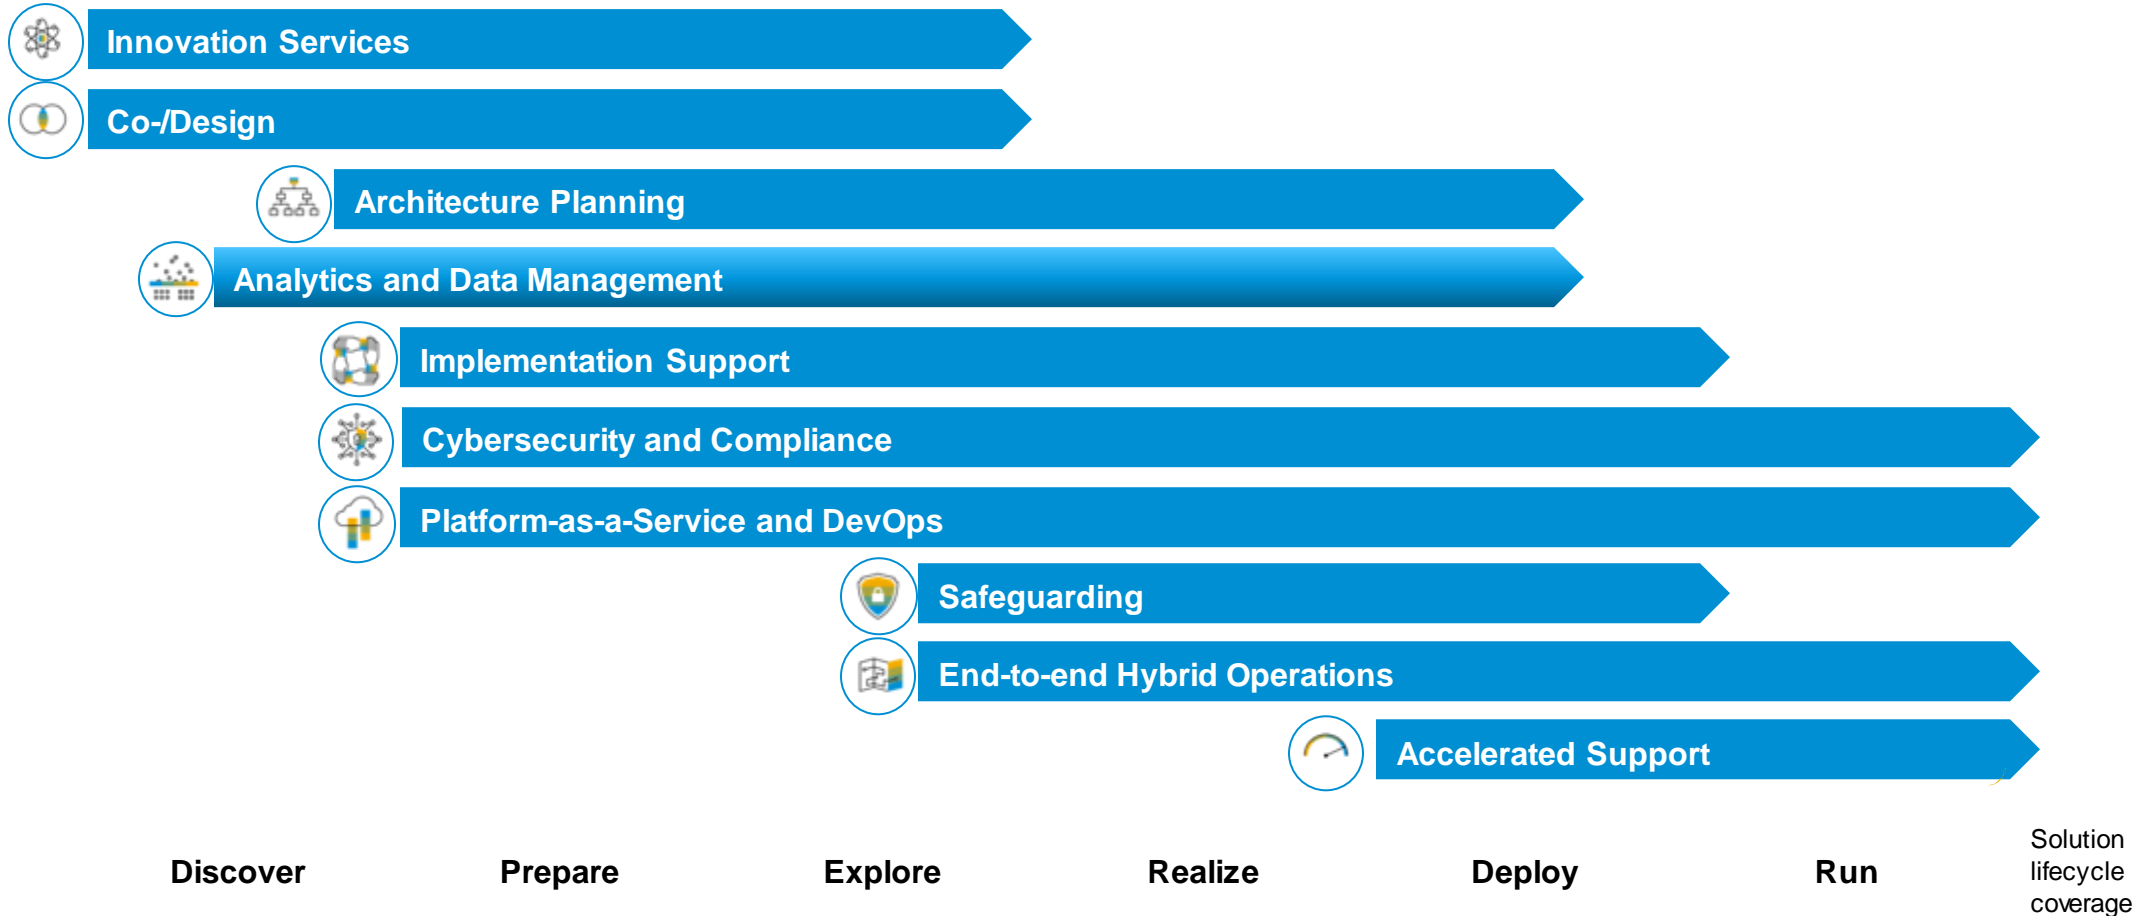 Innovation Services
Co-/Design
Architecture Planning
Analytics and Data Management
Implementation Support
Cybersecurity and Compliance
Platform-as-a-Service and DevOps
Safeguarding
End-to-end Hybrid Operations
Accelerated Support
Discover Prepare Explore Realize Deploy Run
Solution
lifecycle
coverage